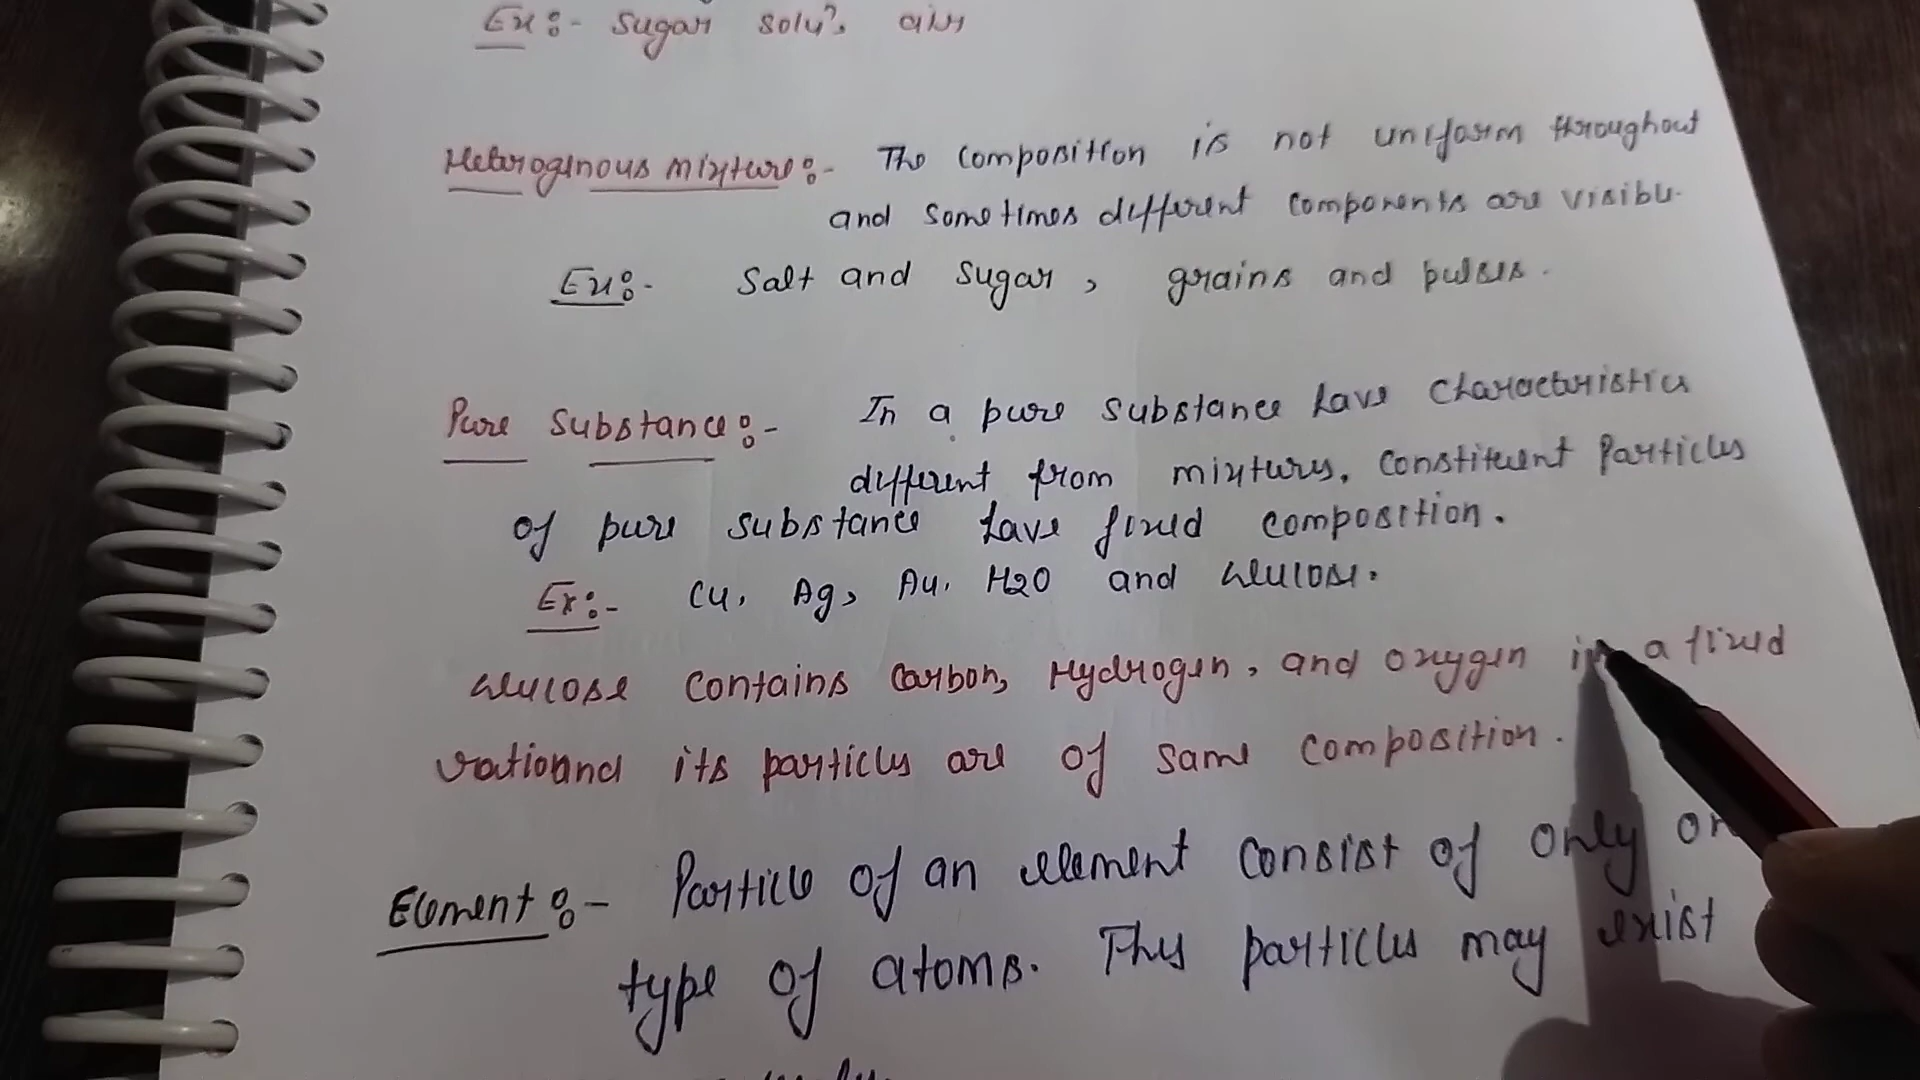 Ex:- Sugar solun, air
Heterogenous mixture:- The composition is not uniform throughout
and sometimes different components are visible.
Ex:- Salt and sugar, grains and pulses.
Pure Substance:- In a pure substance have characteristics
different from mixtures. Constituent Particles
of pure substance have fixed composition.
Ex:- Cu, Ag, Au, H2O and Glucose.
Glucose contains carbon, Hydrogen, and oxygen in a fixed
ratioand its particles are of same composition.
Element:- Particle of an element consist of only
type of atoms. Thes particles may exist